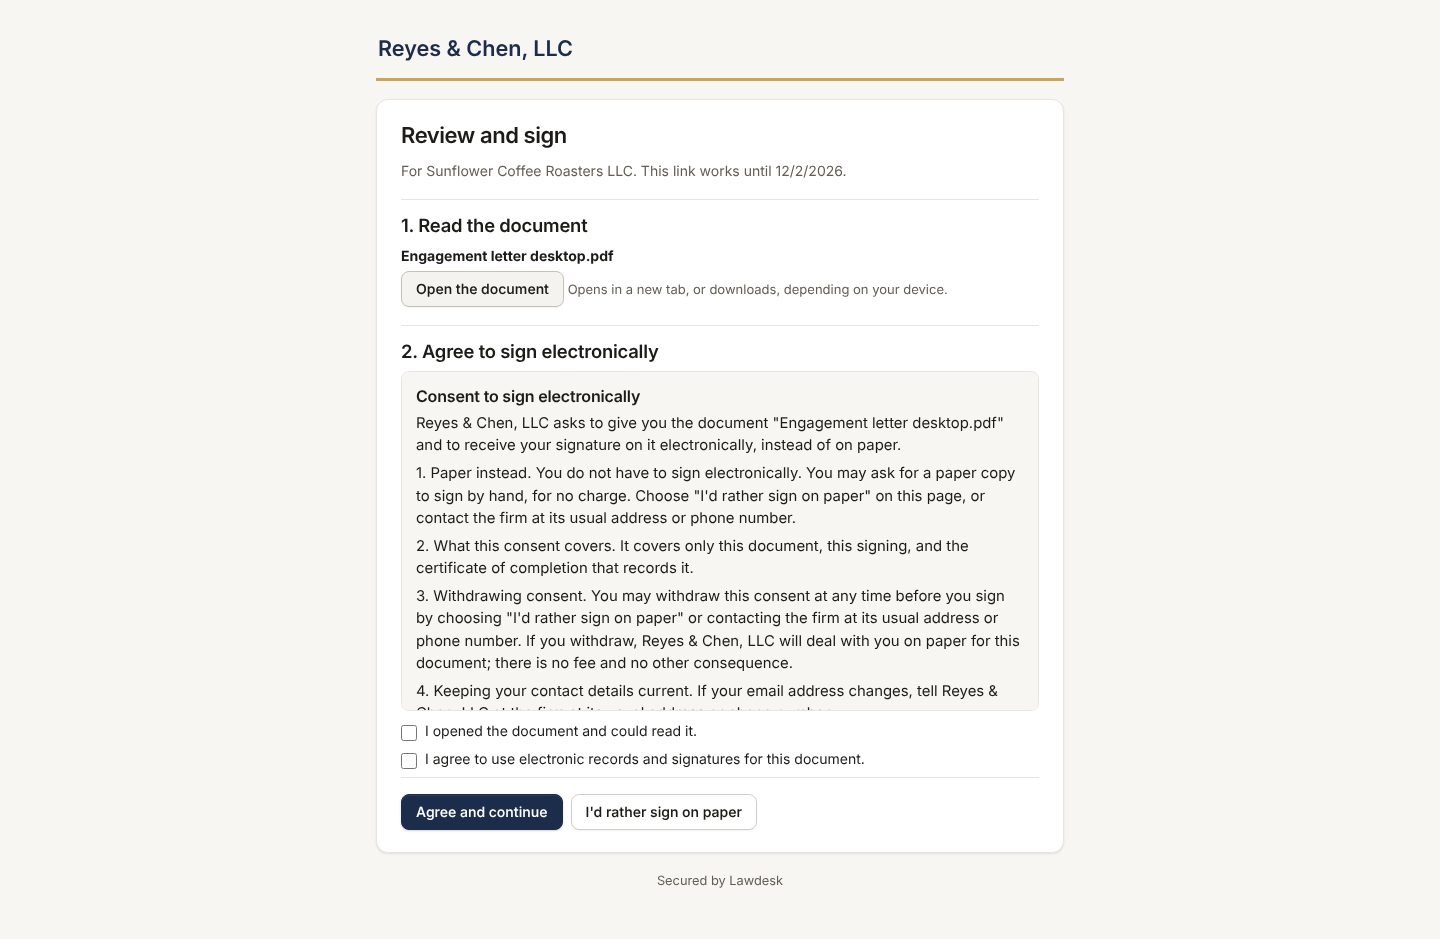 Reyes & Chen, LLC
Review and sign
For Sunflower Coffee Roasters LLC. This link works until 12/2/2026.
1. Read the document
Engagement letter desktop.pdf
Open the document Opens in a new tab, or downloads, depending on your device.
2. Agree to sign electronically
Consent to sign electronically
Reyes & Chen, LLC asks to give you the document "Engagement letter desktop.pdf"
and to receive your signature on it electronically, instead of on paper.
1. Paper instead. You do not have to sign electronically. You may ask for a paper copy
to sign by hand, for no charge. Choose "I'd rather sign on paper" on this page, or
contact the firm at its usual address or phone number.
2. What this consent covers. It covers only this document, this signing, and the
certificate of completion that records it.
3. Withdrawing consent. You may withdraw this consent at any time before you sign
by choosing "I'd rather sign on paper" or contacting the firm at its usual address or
phone number. If you withdraw, Reyes & Chen, LLC will deal with you on paper for this
document; there is no fee and no other consequence.
4. Keeping your contact details current. If your email address changes, tell Reyes &
I opened the document and could read it.
I agree to use electronic records and signatures for this document.
Agree and continue I'd rather sign on paper
Secured by Lawdesk